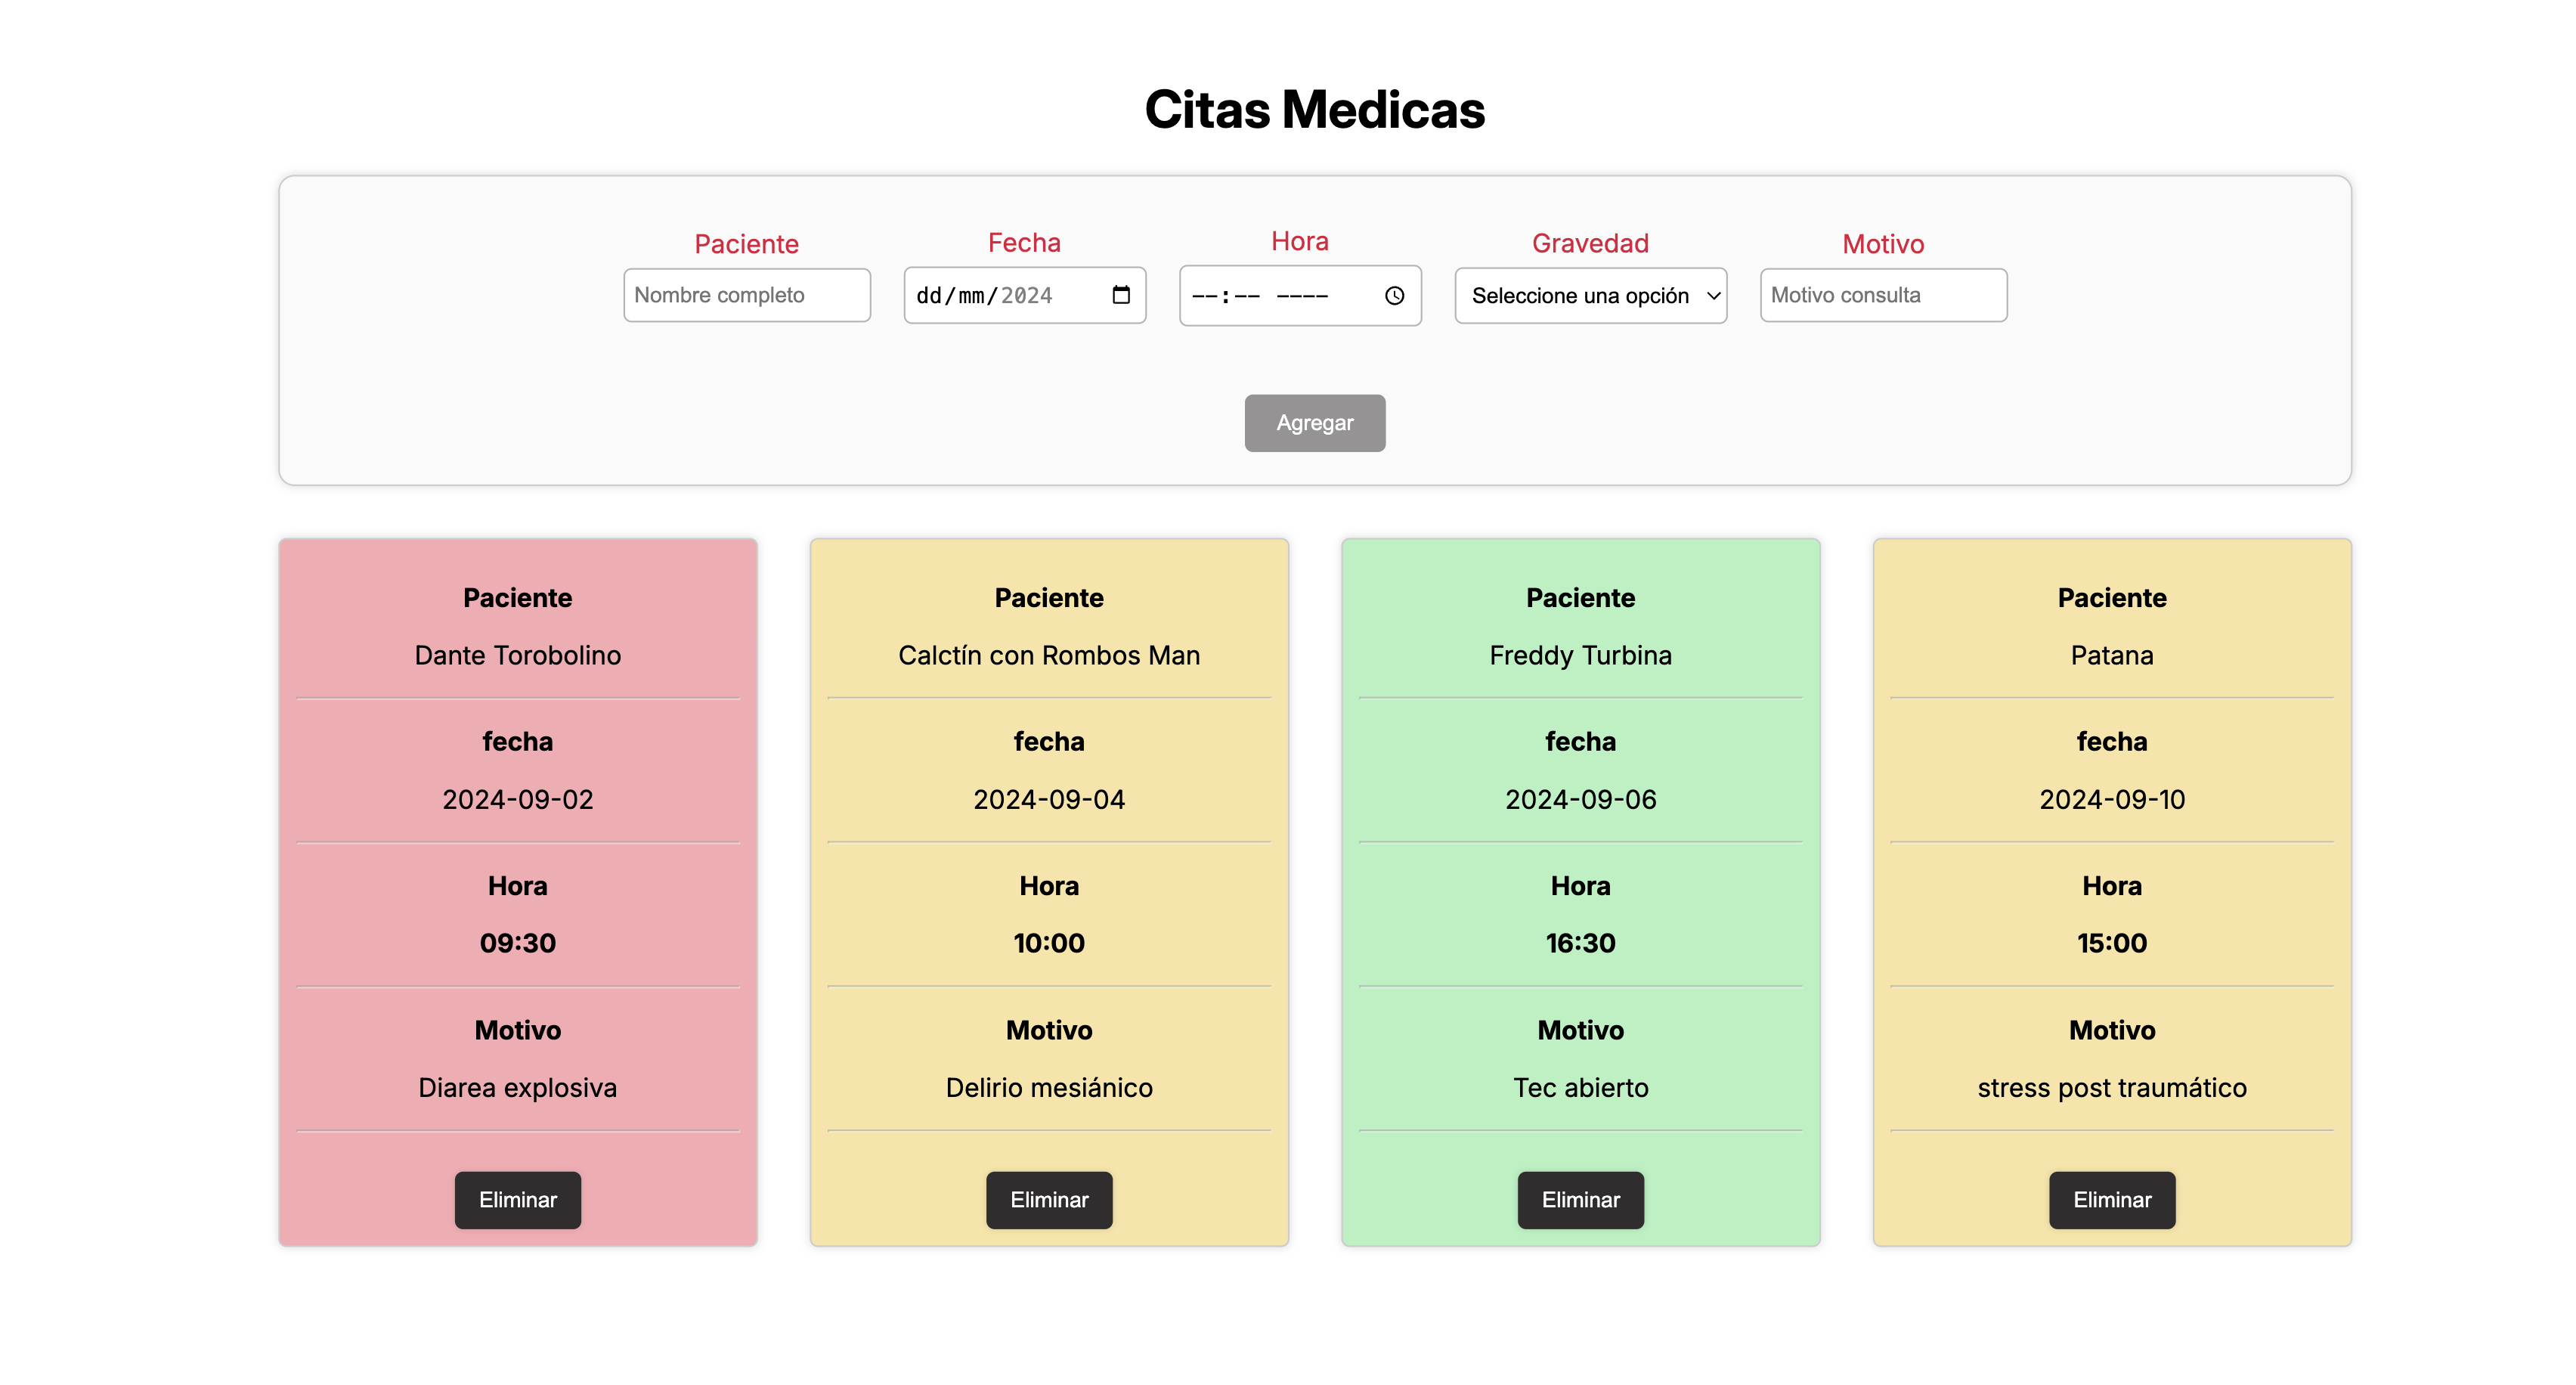 Citas Medicas
Paciente Fecha Hora Gravedad Motivo
Nombre completo dd/mm/2024 --:-- ---- Seleccione una opción Motivo consulta
Agregar
Paciente
Dante Torobolino
fecha
2024-09-02
Hora
09:30
Motivo
Diarea explosiva
Eliminar
Paciente
Calctín con Rombos Man
fecha
2024-09-04
Hora
10:00
Motivo
Delirio mesiánico
Eliminar
Paciente
Freddy Turbina
fecha
2024-09-06
Hora
16:30
Motivo
Tec abierto
Eliminar
Paciente
Patana
fecha
2024-09-10
Hora
15:00
Motivo
stress post traumático
Eliminar